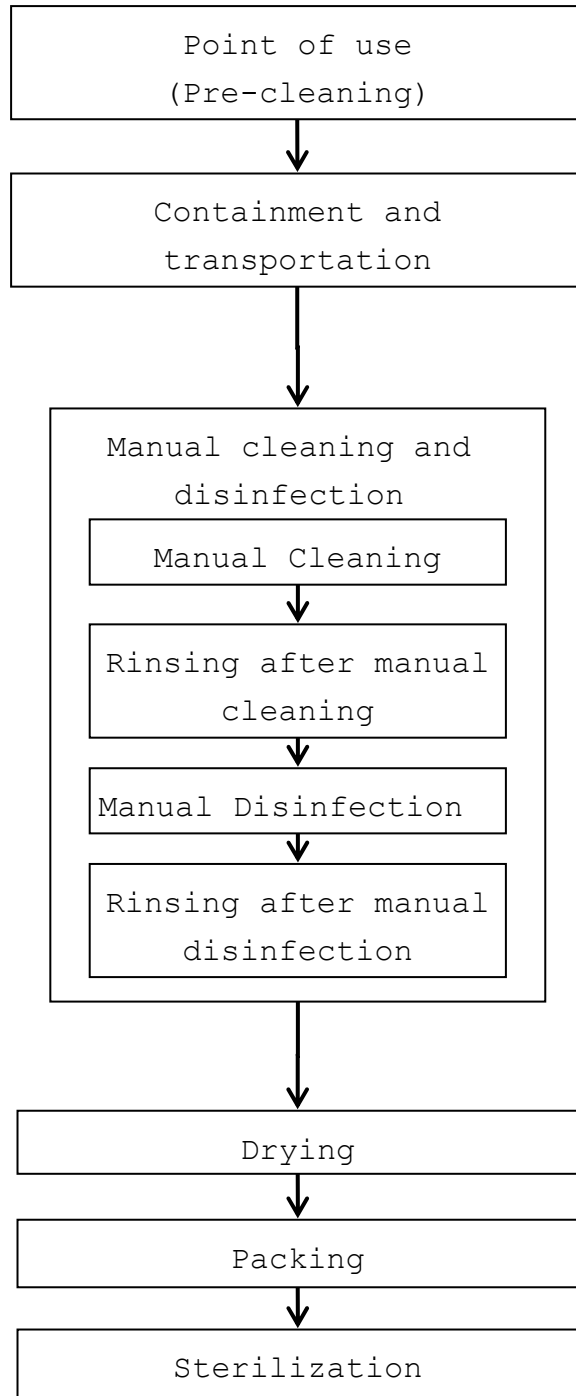 Point of use
(Pre-cleaning)
Containment and
transportation
Manual cleaning and
disinfection
Manual Cleaning
Rinsing after manual
cleaning
Manual Disinfection
Rinsing after manual
disinfection
Drying
Packing
Sterilization